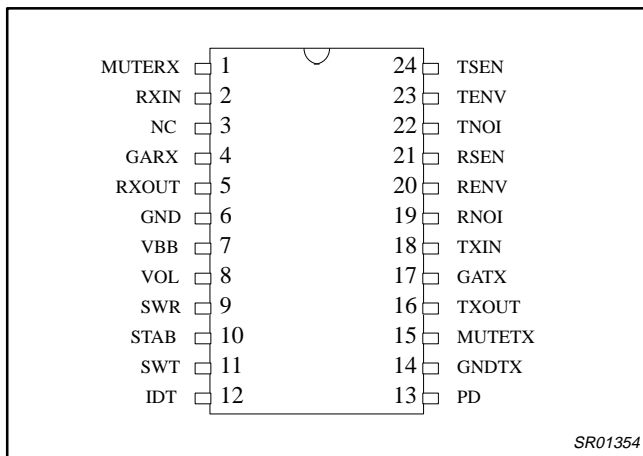 MUTERX 1 24 TSEN
RXIN 2 23 TENV
NC 3 22 TNOI
GARX 4 21 RSEN
RXOUT 5 20 RENV
GND 6 19 RNOI
VBB 7 18 TXIN
VOL 8 17 GATX
SWR 9 16 TXOUT
STAB 10 15 MUTETX
SWT 11 14 GNDTX
IDT 12 13 PD
SR01354